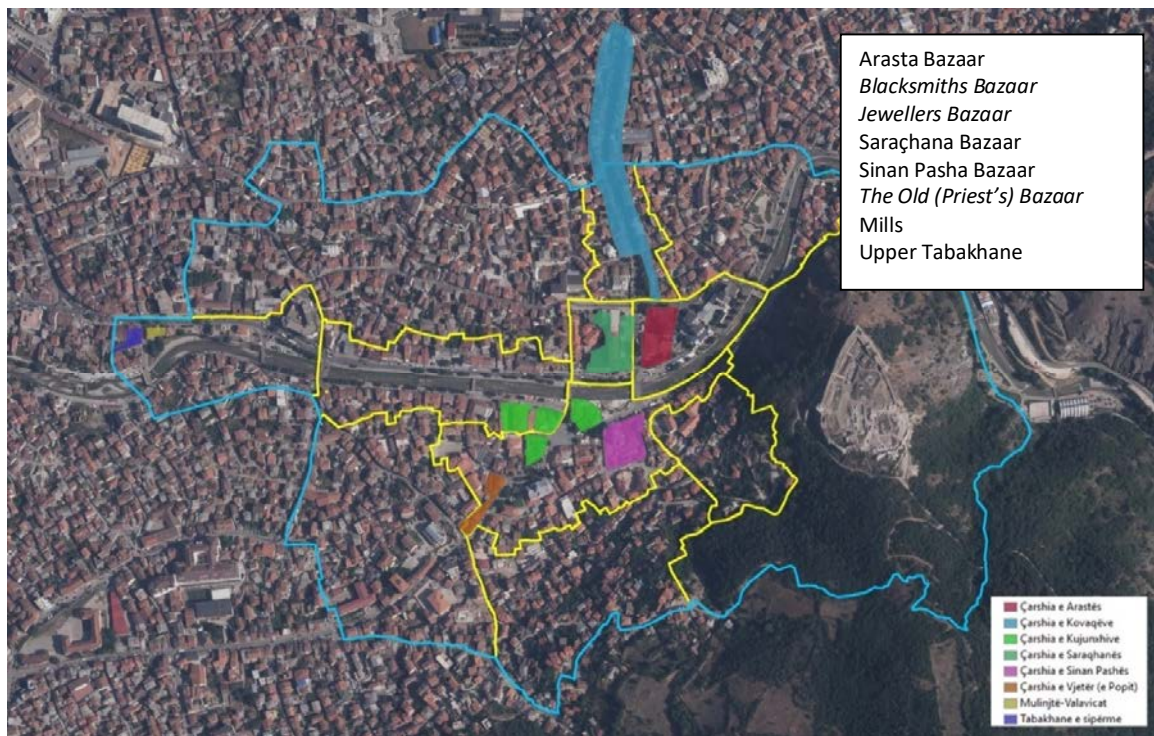 Arasta Bazaar
Blacksmiths Bazaar
Jewellers Bazaar
Saraçhana Bazaar
Sinan Pasha Bazaar
The Old (Priest’s) Bazaar
Mills
Upper Tabakhane
Çarshia e Arastës
Çarshia e Kovaqëve
Çarshia e Kujunxhive
Çarshia e Saraqhanës
Çarshia e Sinan Pashës
Çarshia e Vjetër (e Popit)
Mulinjtë-Valavicat
Tabakhane e sipërme